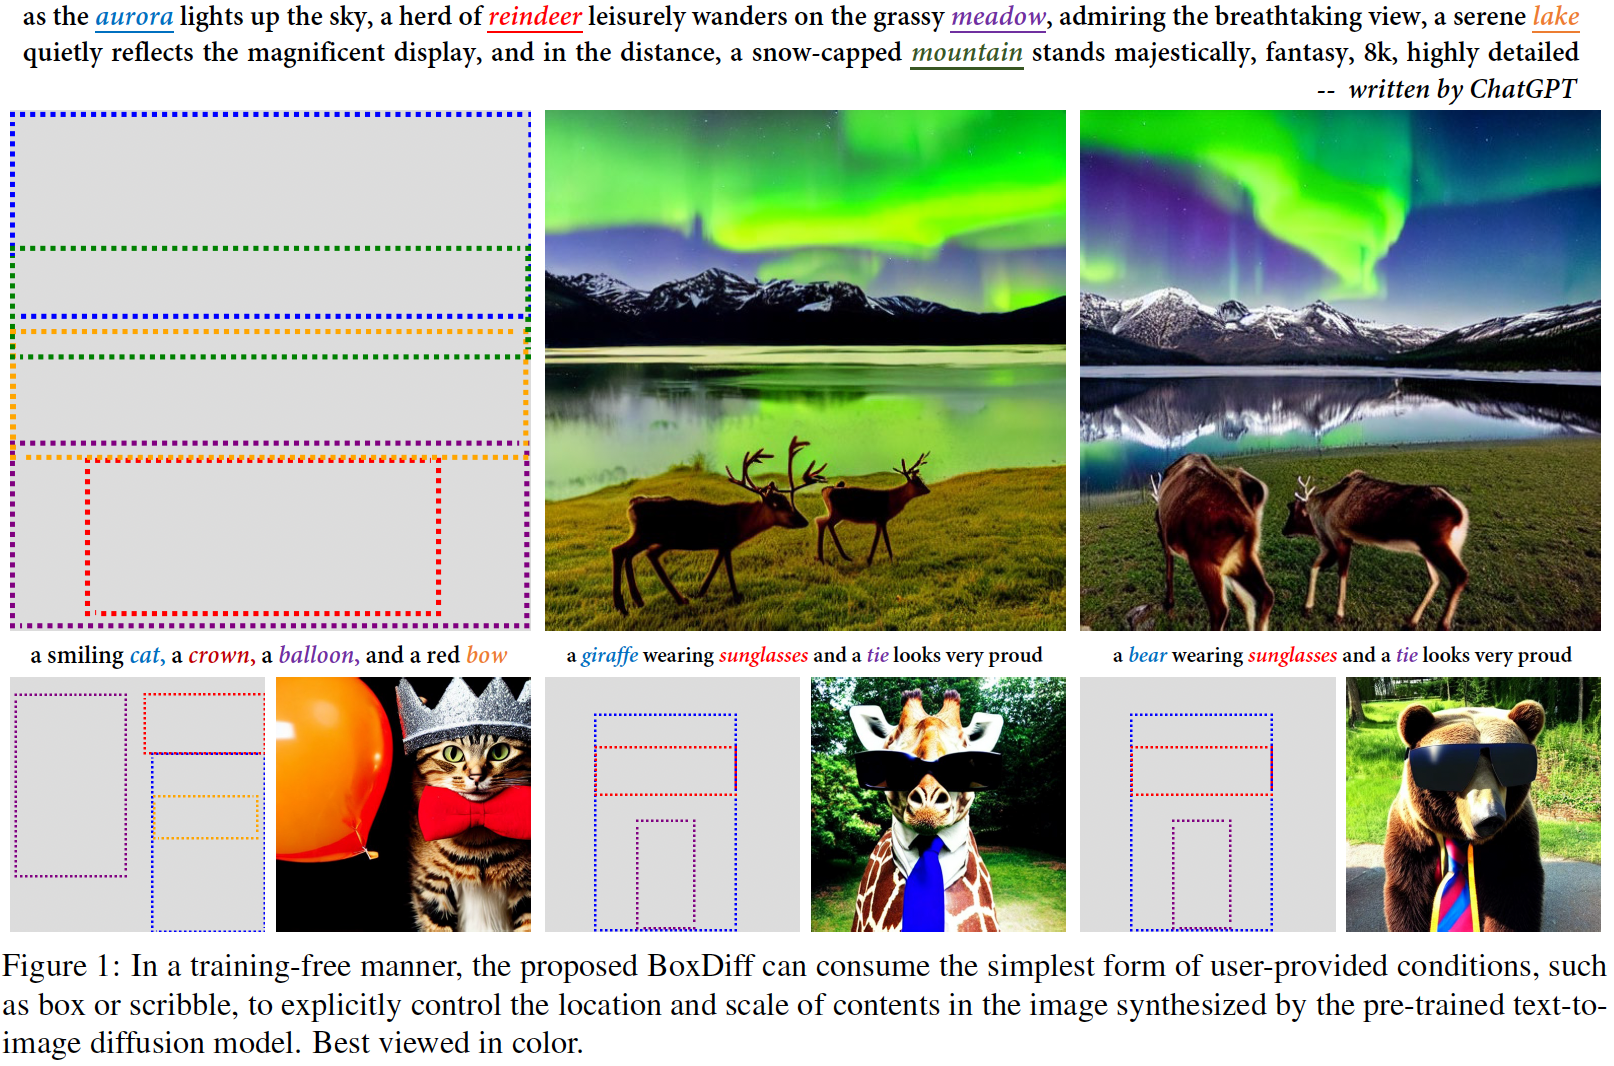 as the aurora lights up the sky, a herd of reindeer leisurely wanders on the grassy meadow, admiring the breathtaking view, a serene lake
quietly reflects the magnificent display, and in the distance, a snow-capped mountain stands majestically, fantasy, 8k, highly detailed
-- written by ChatGPT
a smiling cat, a crown, a balloon, and a red bow
a giraffe wearing sunglasses and a tie looks very proud
a bear wearing sunglasses and a tie looks very proud
Figure 1: In a training-free manner, the proposed BoxDiff can consume the simplest form of user-provided conditions, such
as box or scribble, to explicitly control the location and scale of contents in the image synthesized by the pre-trained text-to-
image diffusion model. Best viewed in color.